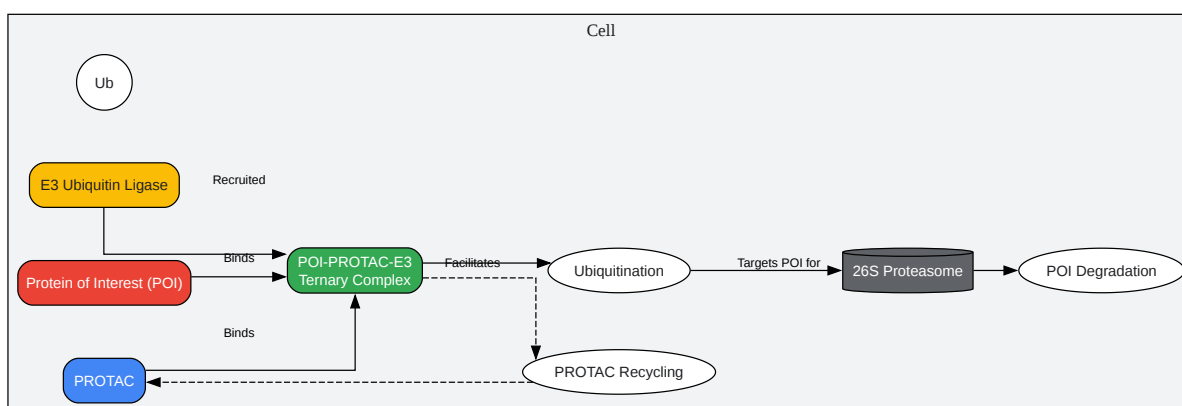 Cell
Ub
E3 Ubiquitin Ligase
Recruited
Protein of Interest (POI)
Binds
POI-PROTAC-E3
Ternary Complex
Facilitates
Ubiquitination
Targets POI for
26S Proteasome
POI Degradation
Binds
PROTAC
PROTAC Recycling